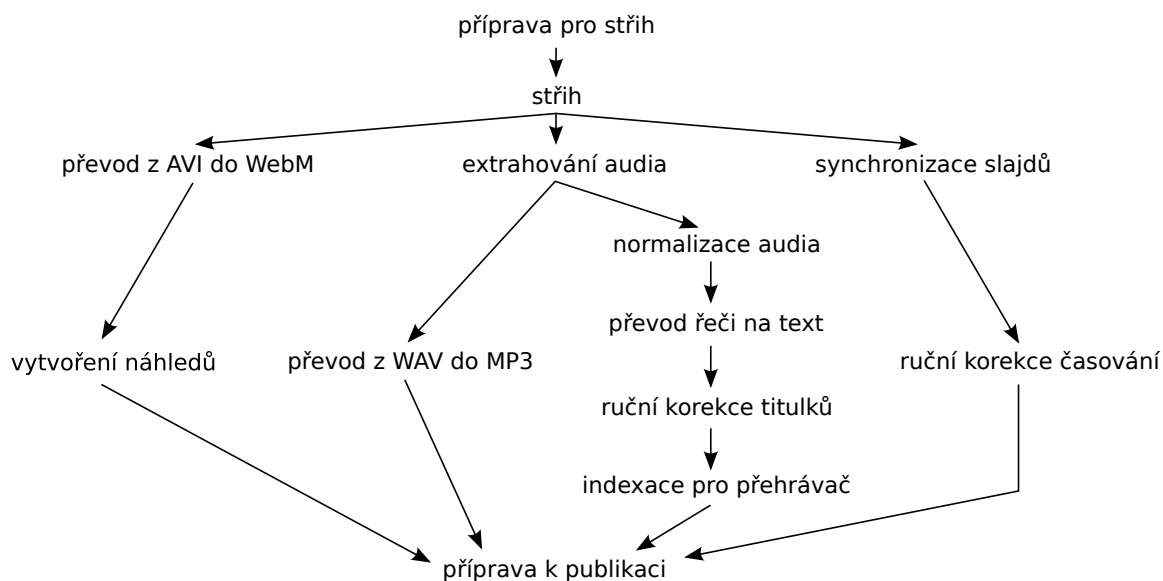 příprava pro střih
střih
převod z AVI do WebM
extrahování audia
synchronizace slajdů
normalizace audia
převod řeči na text
vytvoření náhledů
převod z WAV do MP3
ruční korekce časování
ruční korekce titulků
indexace pro přehrávač
příprava k publikaci